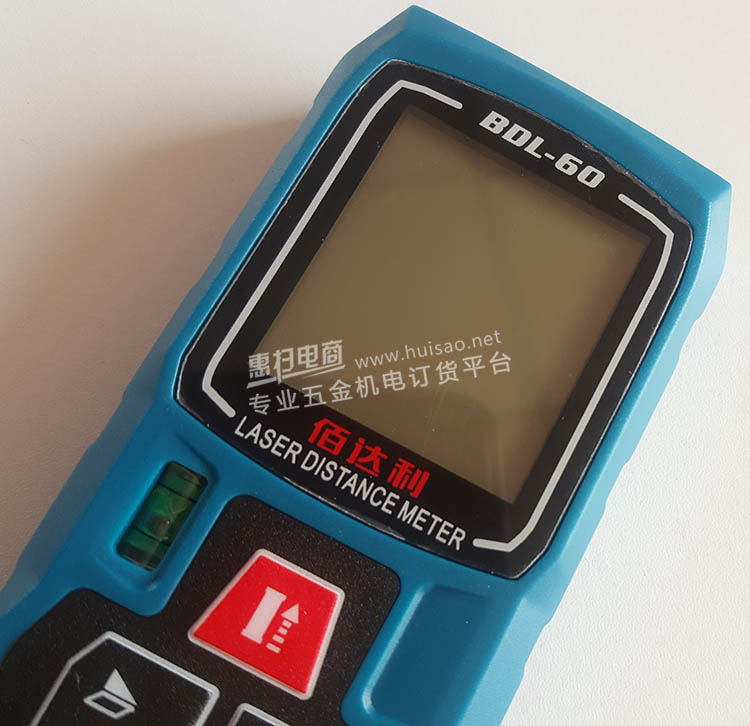 BDL-60
惠扫电商 www.huisao.net
专业五金机电订货平台
佰达利
LASER DISTANCE METER